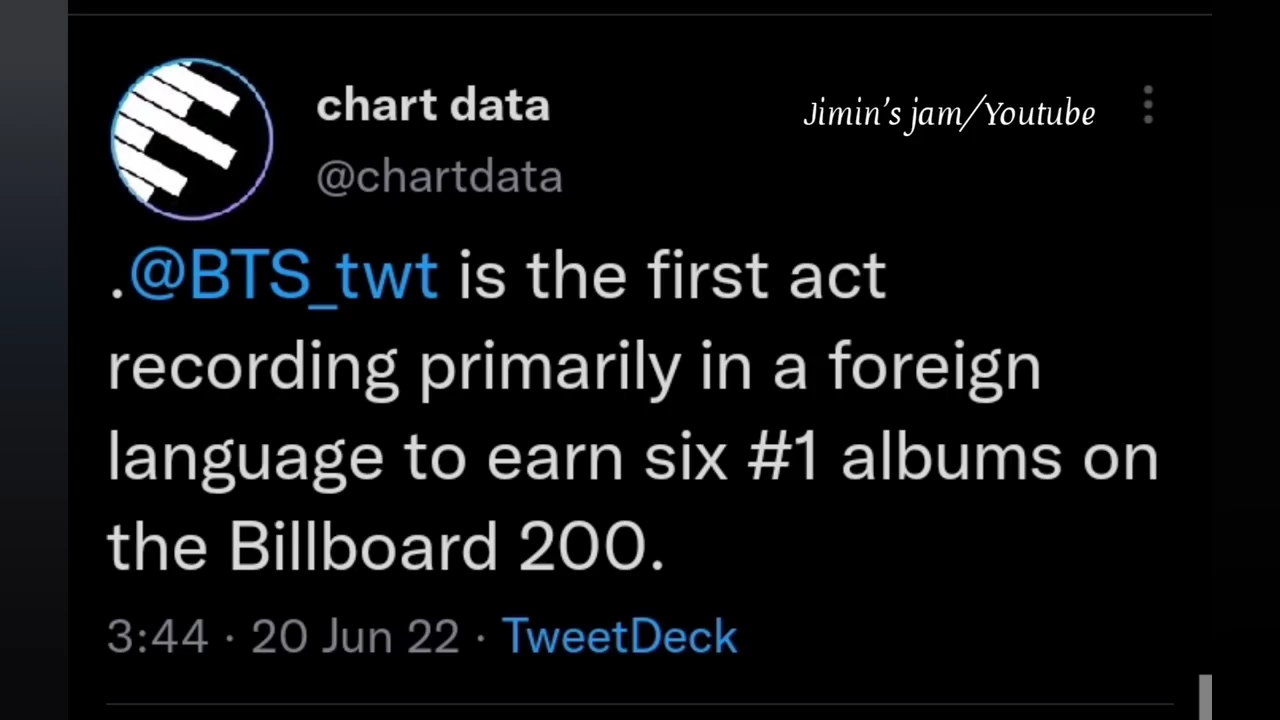 chart data
Jimin's jam/Youtube
@chartdata
.@BTS_twt is the first act
recording primarily in a foreign
language to earn six #1 albums on
the Billboard 200.
3:44 · 20 Jun 22 · TweetDeck